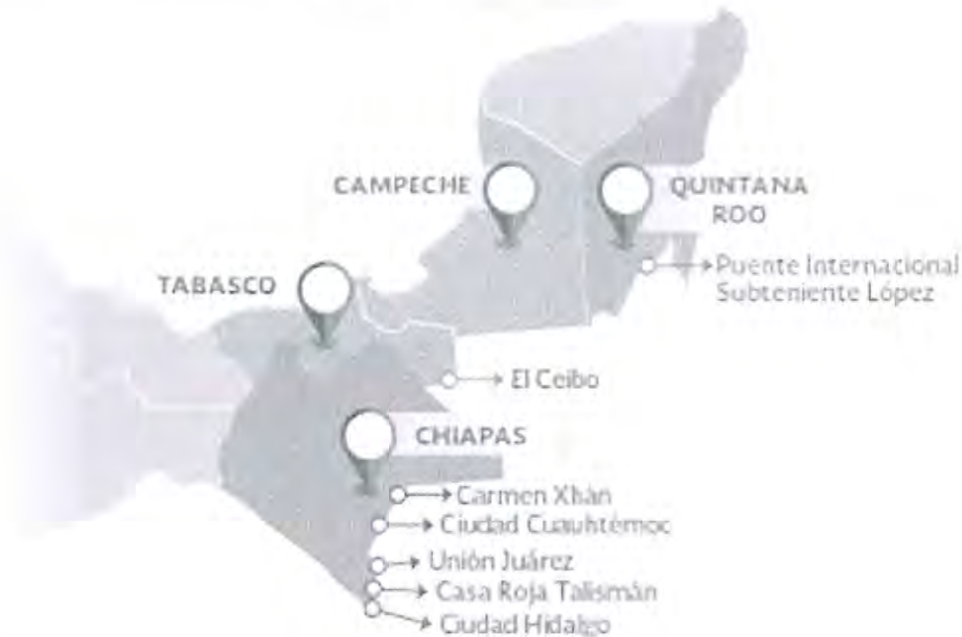 CAMPECHE
QUINTANA
ROO
Puente Internacional
Subteniente López
TABASCO
El Ceibo
CHIAPAS
Carmen Xhán
Ciudad Cuauhtémoc
Unión Juárez
Casa Roja Talismán
Ciudad Hidalgo